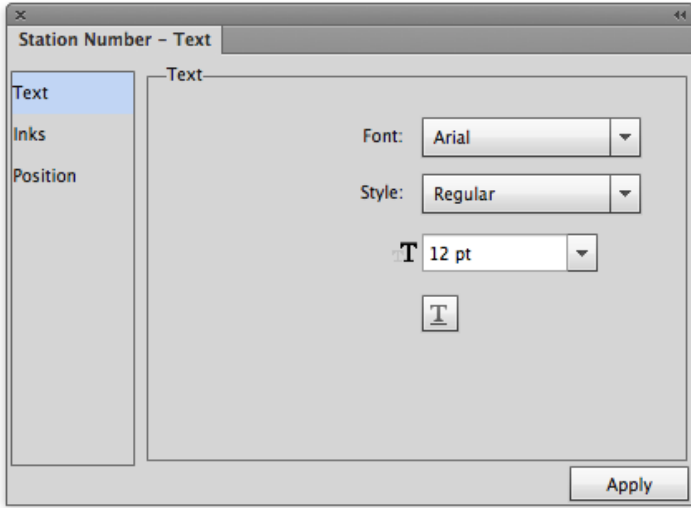 Station Number – Text
Text
Inks
Position
Text
Font: Arial
Style: Regular
T 12 pt
T
Apply